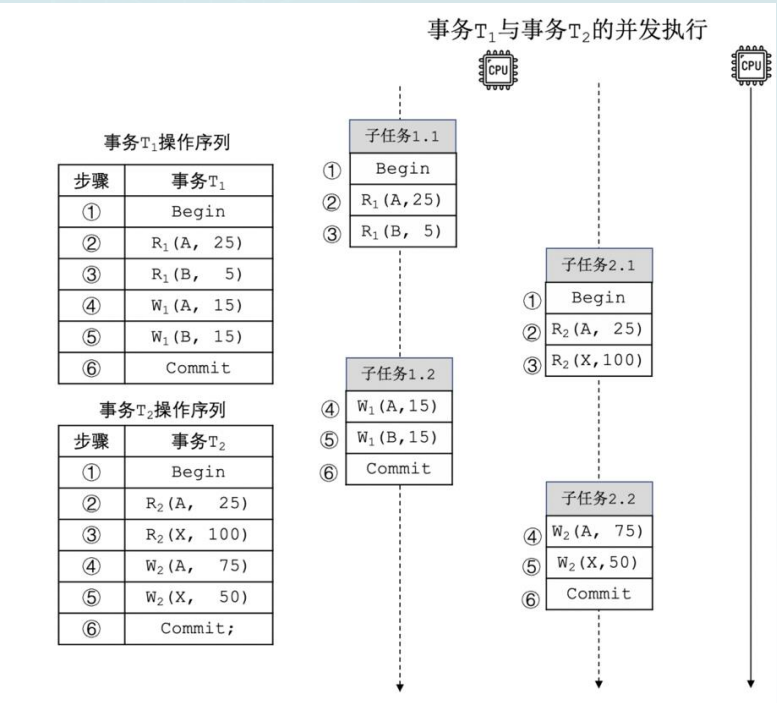 事务T₁与事务T₂的并发执行
CPU
CPU
事务T₁操作序列
步骤 事务T₁
① Begin
② R₁(A, 25)
③ R₁(B, 5)
④ W₁(A, 15)
⑤ W₁(B, 15)
⑥ Commit
事务T₂操作序列
步骤 事务T₂
① Begin
② R₂(A, 25)
③ R₂(X, 100)
④ W₂(A, 75)
⑤ W₂(X, 50)
⑥ Commit;
子任务1.1
① Begin
② R₁(A,25)
③ R₁(B, 5)
子任务2.1
① Begin
② R₂(A, 25)
③ R₂(X,100)
子任务1.2
④ W₁(A,15)
⑤ W₁(B,15)
⑥ Commit
子任务2.2
④ W₂(A, 75)
⑤ W₂(X,50)
⑥ Commit